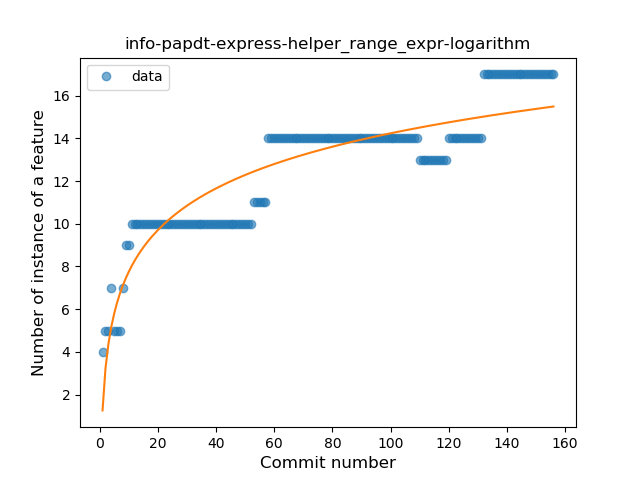 info-papdt-express-helper_range_expr-logarithm
data
Number of instance of a feature
16
14
12
10
8
6
4
2
0 20 40 60 80 100 120 140 160
Commit number